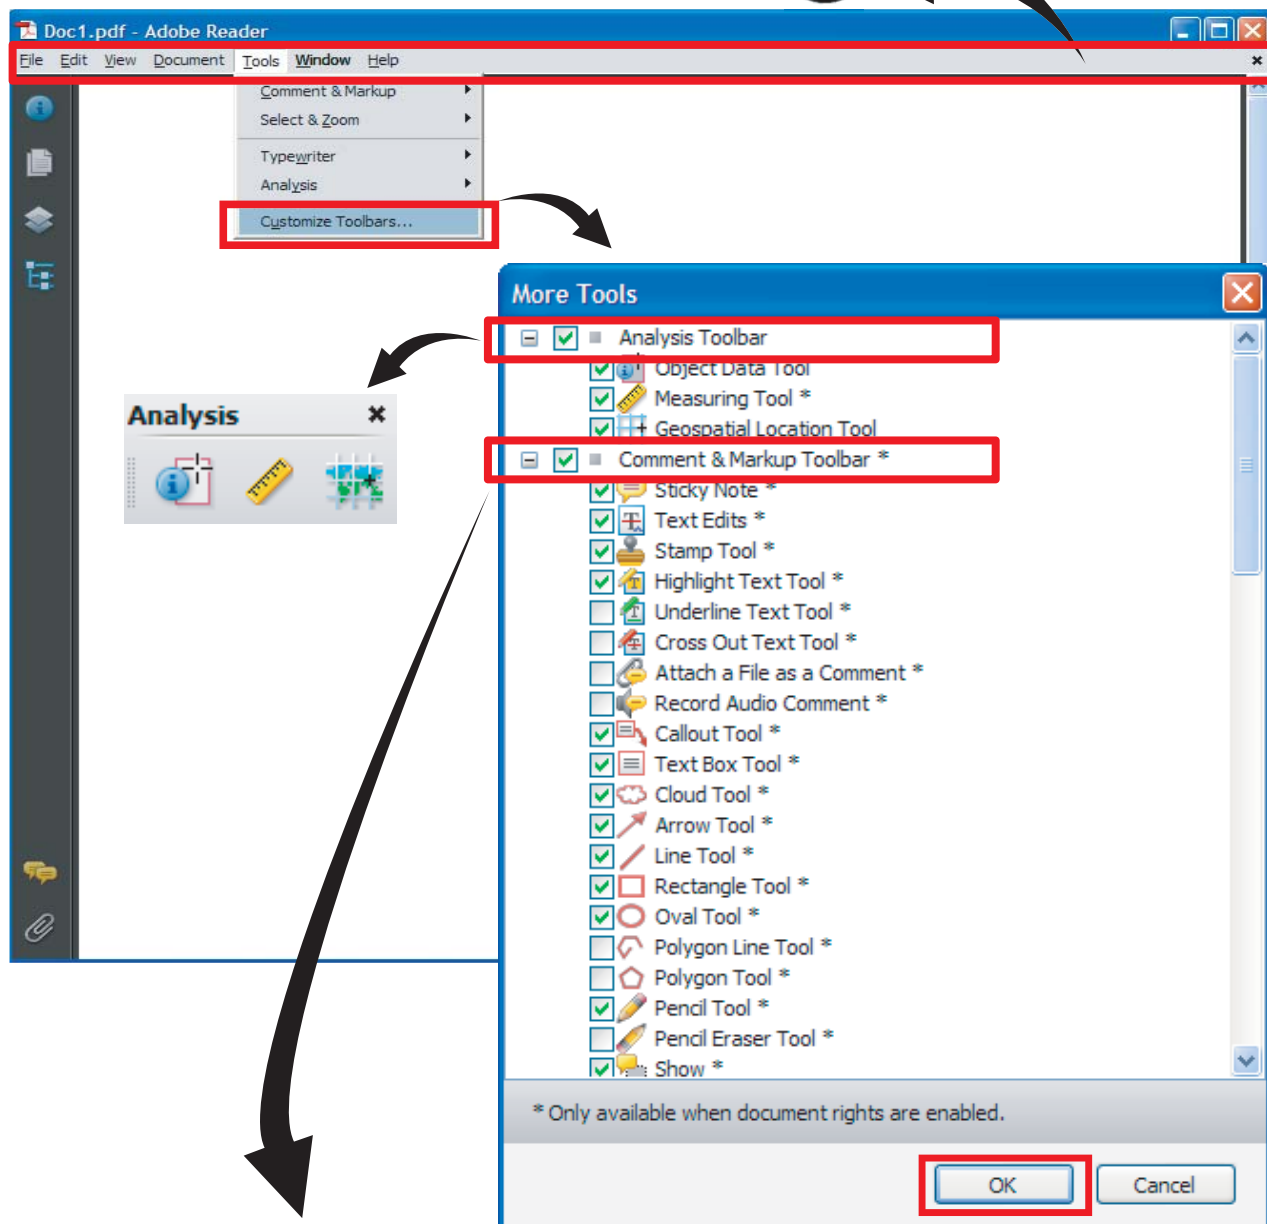 Doc1.pdf - Adobe Reader
File Edit View Document Tools Window Help
Comment & Markup
Select & Zoom
Typewriter
Analysis
Customize Toolbars...
More Tools
Analysis Toolbar
Object Data Tool
Measuring Tool *
Geospatial Location Tool
Comment & Markup Toolbar *
Sticky Note *
Text Edits *
Stamp Tool *
Highlight Text Tool *
Underline Text Tool *
Cross Out Text Tool *
Attach a File as a Comment *
Record Audio Comment *
Callout Tool *
Text Box Tool *
Cloud Tool *
Arrow Tool *
Line Tool *
Rectangle Tool *
Oval Tool *
Polygon Line Tool *
Polygon Tool *
Pencil Tool *
Pencil Eraser Tool *
Show *
* Only available when document rights are enabled.
OK Cancel
Analysis